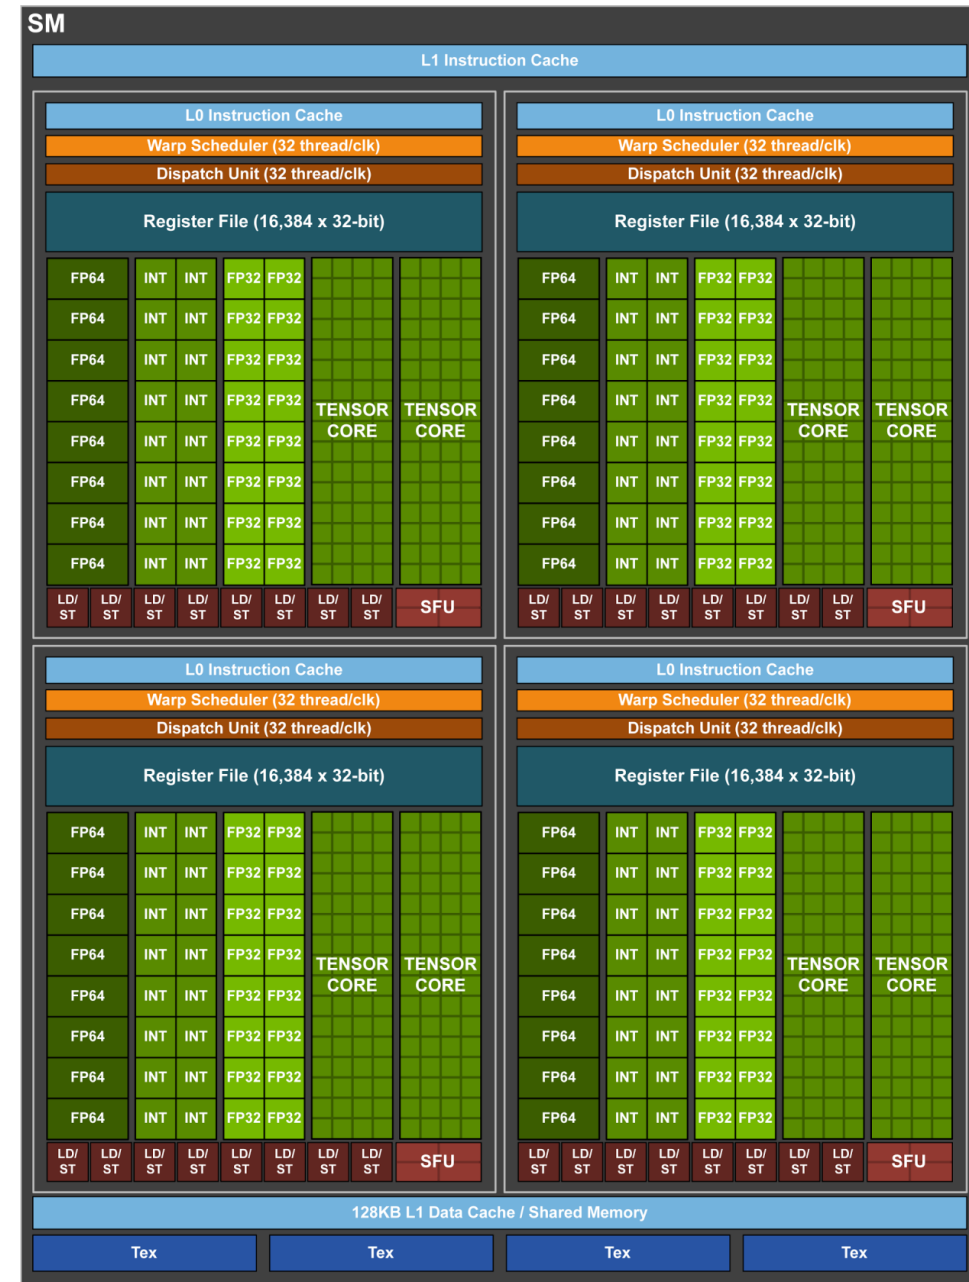 SM
L1 Instruction Cache
L0 Instruction Cache
Warp Scheduler (32 thread/clk)
Dispatch Unit (32 thread/clk)
Register File (16,384 x 32-bit)
FP64 INT INT FP32 FP32
FP64 INT INT FP32 FP32
FP64 INT INT FP32 FP32
FP64 INT INT FP32 FP32
TENSOR CORE TENSOR CORE
FP64 INT INT FP32 FP32
FP64 INT INT FP32 FP32
FP64 INT INT FP32 FP32
FP64 INT INT FP32 FP32
LD/ST LD/ST LD/ST LD/ST LD/ST LD/ST LD/ST LD/ST SFU
L0 Instruction Cache
Warp Scheduler (32 thread/clk)
Dispatch Unit (32 thread/clk)
Register File (16,384 x 32-bit)
FP64 INT INT FP32 FP32
FP64 INT INT FP32 FP32
FP64 INT INT FP32 FP32
FP64 INT INT FP32 FP32
TENSOR CORE TENSOR CORE
FP64 INT INT FP32 FP32
FP64 INT INT FP32 FP32
FP64 INT INT FP32 FP32
FP64 INT INT FP32 FP32
LD/ST LD/ST LD/ST LD/ST LD/ST LD/ST LD/ST LD/ST SFU
L0 Instruction Cache
Warp Scheduler (32 thread/clk)
Dispatch Unit (32 thread/clk)
Register File (16,384 x 32-bit)
FP64 INT INT FP32 FP32
FP64 INT INT FP32 FP32
FP64 INT INT FP32 FP32
FP64 INT INT FP32 FP32
TENSOR CORE TENSOR CORE
FP64 INT INT FP32 FP32
FP64 INT INT FP32 FP32
FP64 INT INT FP32 FP32
FP64 INT INT FP32 FP32
LD/ST LD/ST LD/ST LD/ST LD/ST LD/ST LD/ST LD/ST SFU
L0 Instruction Cache
Warp Scheduler (32 thread/clk)
Dispatch Unit (32 thread/clk)
Register File (16,384 x 32-bit)
FP64 INT INT FP32 FP32
FP64 INT INT FP32 FP32
FP64 INT INT FP32 FP32
FP64 INT INT FP32 FP32
TENSOR CORE TENSOR CORE
FP64 INT INT FP32 FP32
FP64 INT INT FP32 FP32
FP64 INT INT FP32 FP32
FP64 INT INT FP32 FP32
LD/ST LD/ST LD/ST LD/ST LD/ST LD/ST LD/ST LD/ST SFU
128KB L1 Data Cache / Shared Memory
Tex Tex Tex Tex